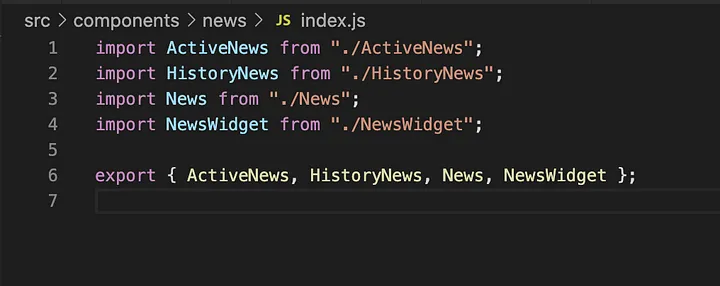 src > components > news > JS index.js
1 import ActiveNews from "./ActiveNews";
2 import HistoryNews from "./HistoryNews";
3 import News from "./News";
4 import NewsWidget from "./NewsWidget";
5
6 export { ActiveNews, HistoryNews, News, NewsWidget };
7